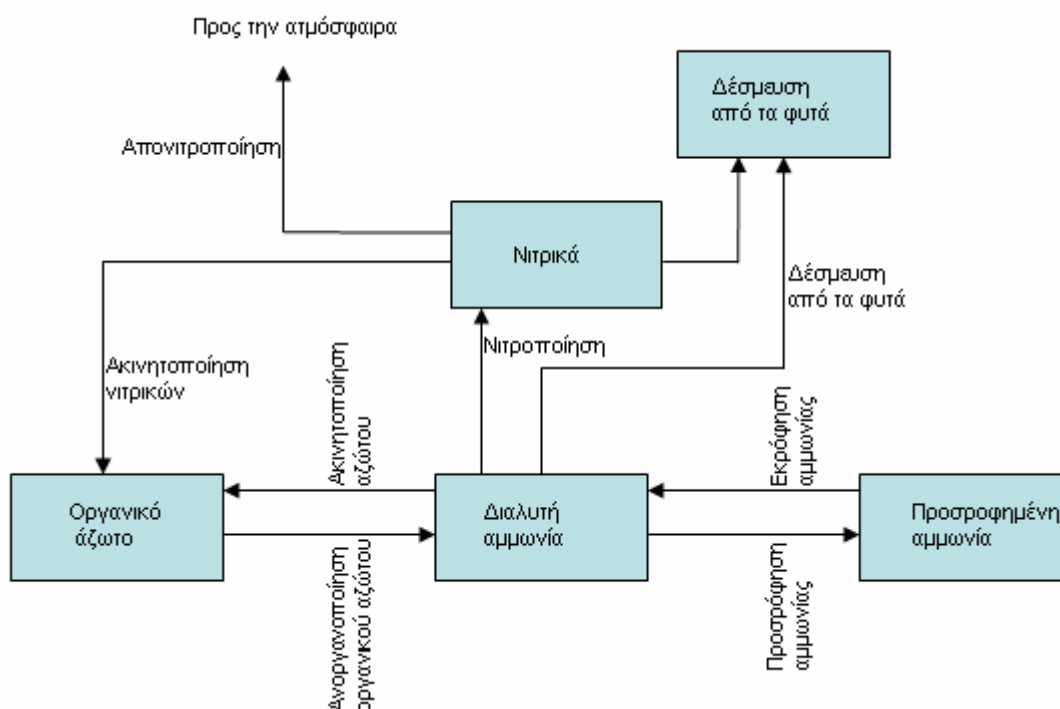 Προς την ατμόσφαιρα
Δέσμευση
από τα φυτά
Απονιτροποίηση
Νιτρικά
Δέσμευση
από τα φυτά
Νιτροποίηση
Ακινητοποίηση
νιτρικών
Ακινητοποίηση
αζώτου
Εκρόφηση
αμμωνίας
Οργανικό
άζωτο
Διαλυτή
αμμωνία
Προσροφημένη
αμμωνία
Ανοργανοποίηση
οργανικού αζώτου
Προσρόφηση
αμμωνίας